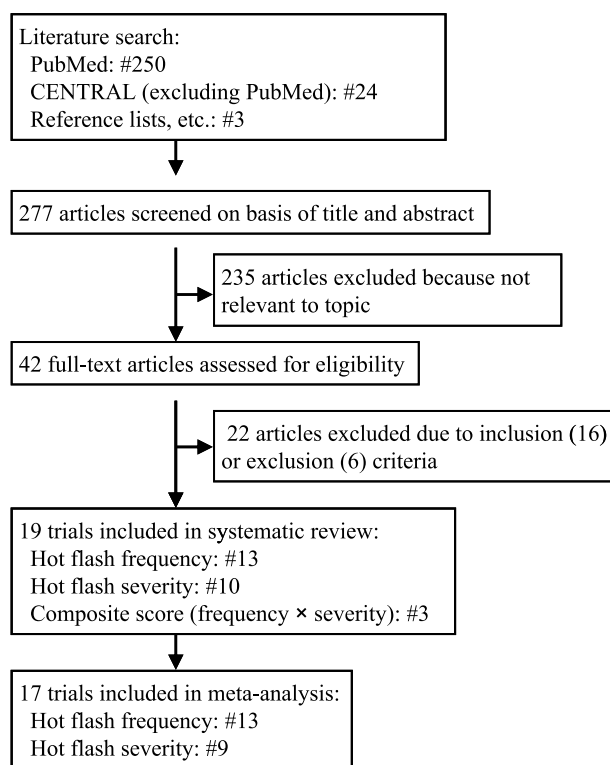 Literature search:
PubMed: #250
CENTRAL (excluding PubMed): #24
Reference lists, etc.: #3
277 articles screened on basis of title and abstract
235 articles excluded because not
relevant to topic
42 full-text articles assessed for eligibility
22 articles excluded due to inclusion (16)
or exclusion (6) criteria
19 trials included in systematic review:
Hot flash frequency: #13
Hot flash severity: #10
Composite score (frequency × severity): #3
17 trials included in meta-analysis:
Hot flash frequency: #13
Hot flash severity: #9